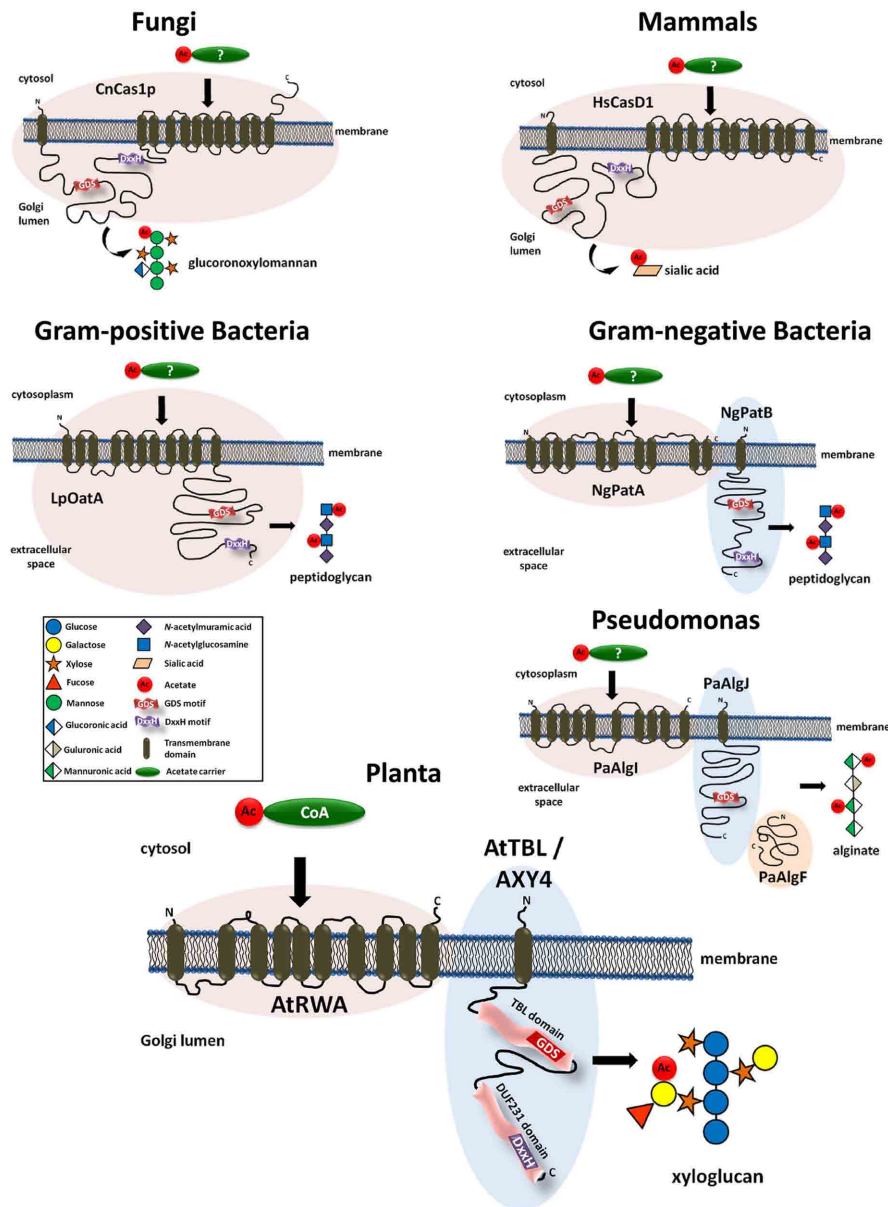 Fungi
Ac ?
cytosol
CnCas1p
N
C
membrane
DxxH
GDS
Golgi
lumen
Ac
glucoronoxylomannan
Mammals
Ac ?
cytosol
HsCasD1
N
membrane
C
DxxH
GDS
Golgi
lumen
Ac
sialic acid
Gram-positive Bacteria
Ac ?
cytoplasm
N
membrane
LpOatA
GDS
DxxH
C
Ac
Ac
extracellular
space
peptidoglycan
Gram-negative Bacteria
Ac ?
cytoplasm
NgPatB
N
C
N
membrane
NgPatA
GDS
DxxH
C
Ac
Ac
extracellular
space
peptidoglycan
Glucose
Galactose
Xylose
Fucose
Mannose
Glucoronic acid
Guluronic acid
Mannuronic acid
N-acetylmuramic acid
N-acetylglucosamine
Sialic acid
Ac Acetate
GDS GDS motif
DxxH DxxH motif
Transmembrane
domain
Acetate carrier
Pseudomonas
Ac ?
cytoplasm
PaAlgJ
N
C
N
membrane
PaAlgI
extracellular
space
GDS
C
N
C
PaAlgF
Ac
Ac
alginate
Planta
Ac CoA
cytosol
AtTBL /
AXY4
N
C
N
membrane
AtRWA
Golgi lumen
TBL domain
GDS
DUF231 domain
DxxH
C
Ac
xyloglucan